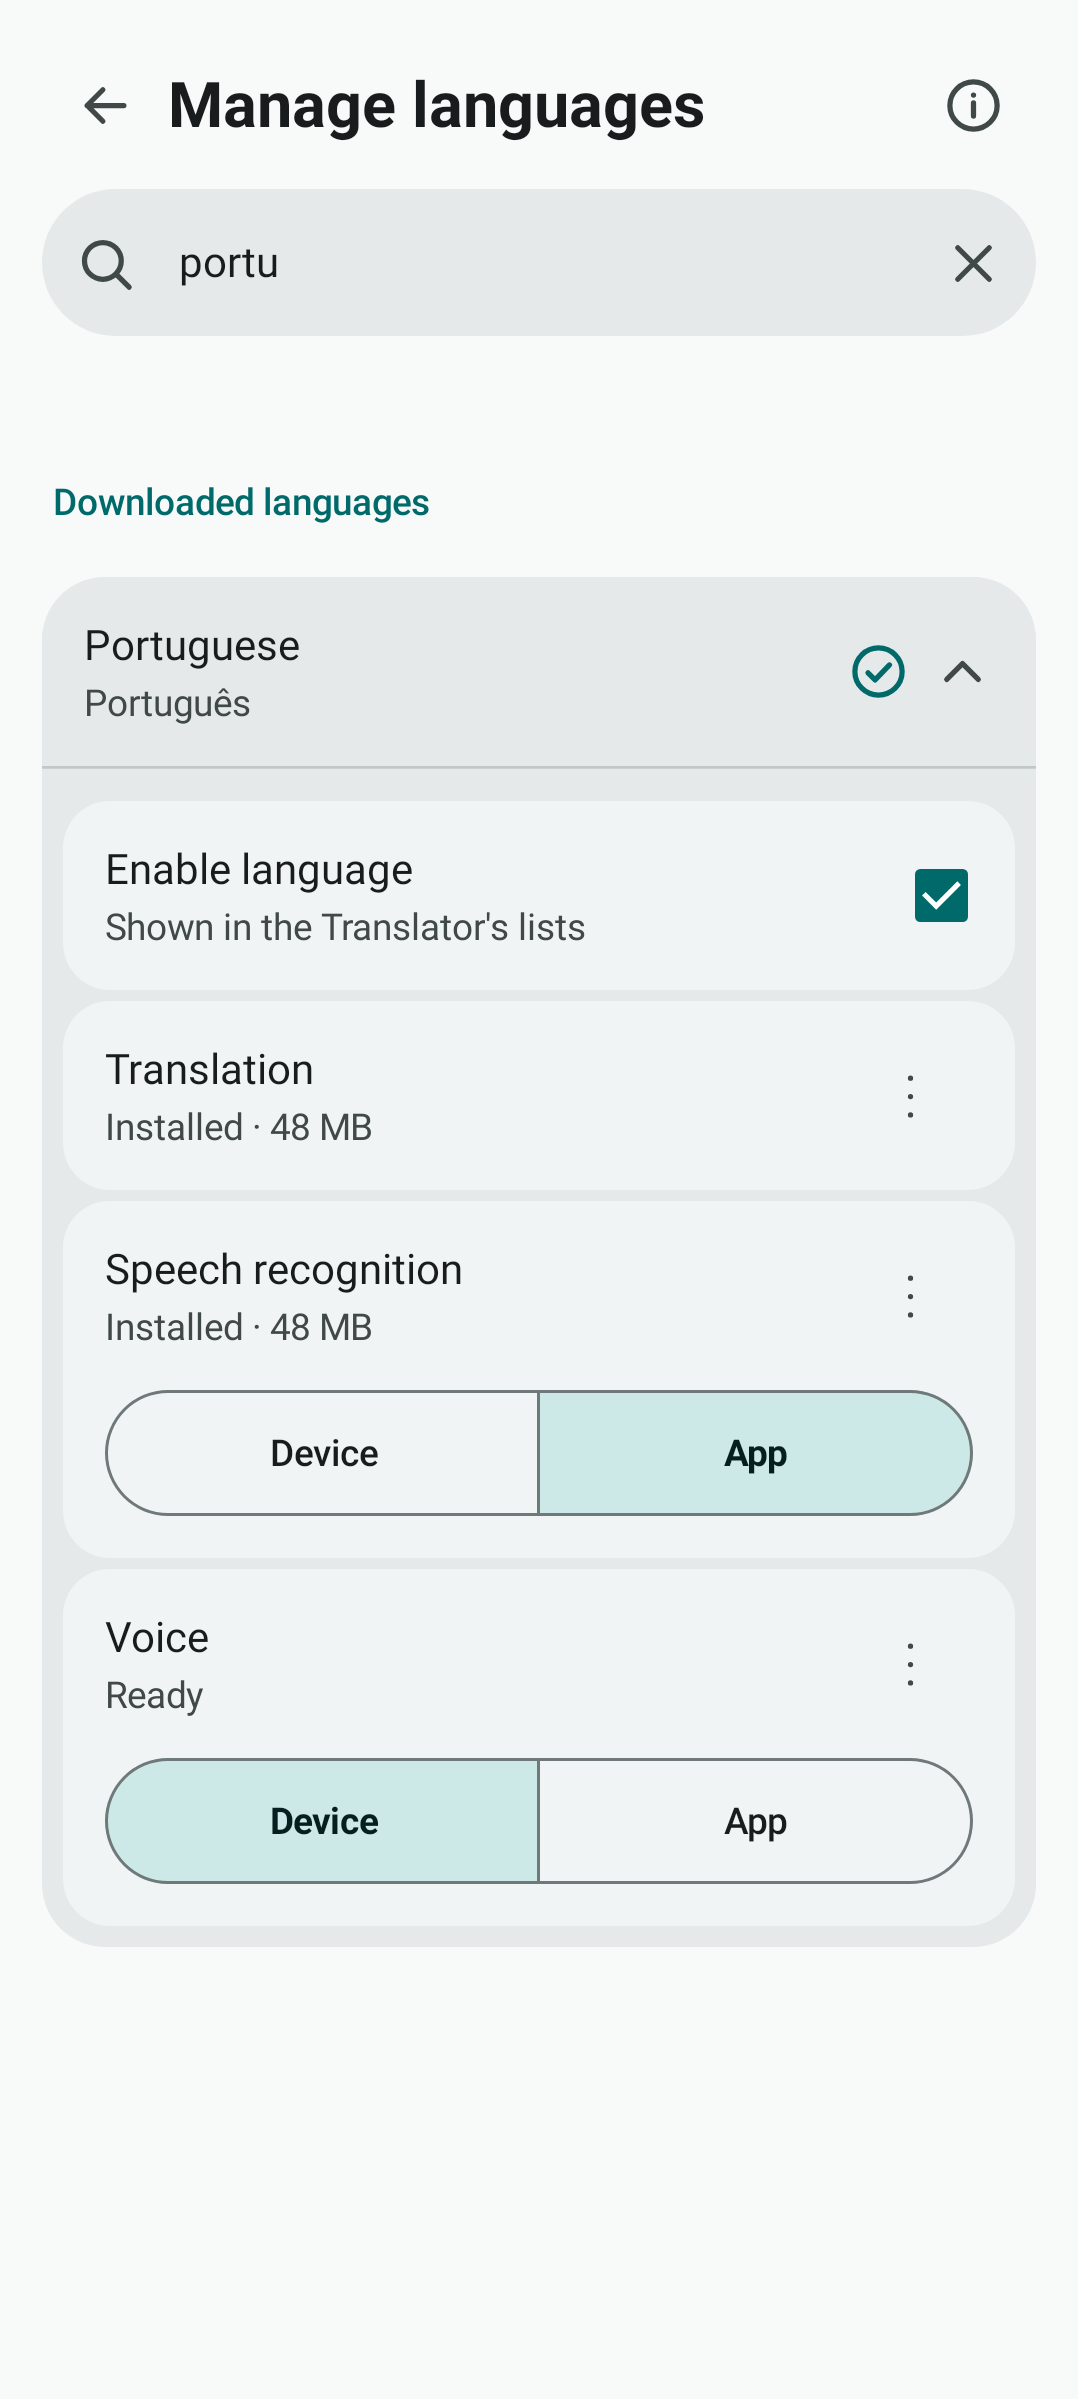 Manage languages
portu
Downloaded languages
Portuguese
Português
Enable language
Shown in the Translator's lists
Translation
Installed · 48 MB
Speech recognition
Installed · 48 MB
Device App
Voice
Ready
Device App